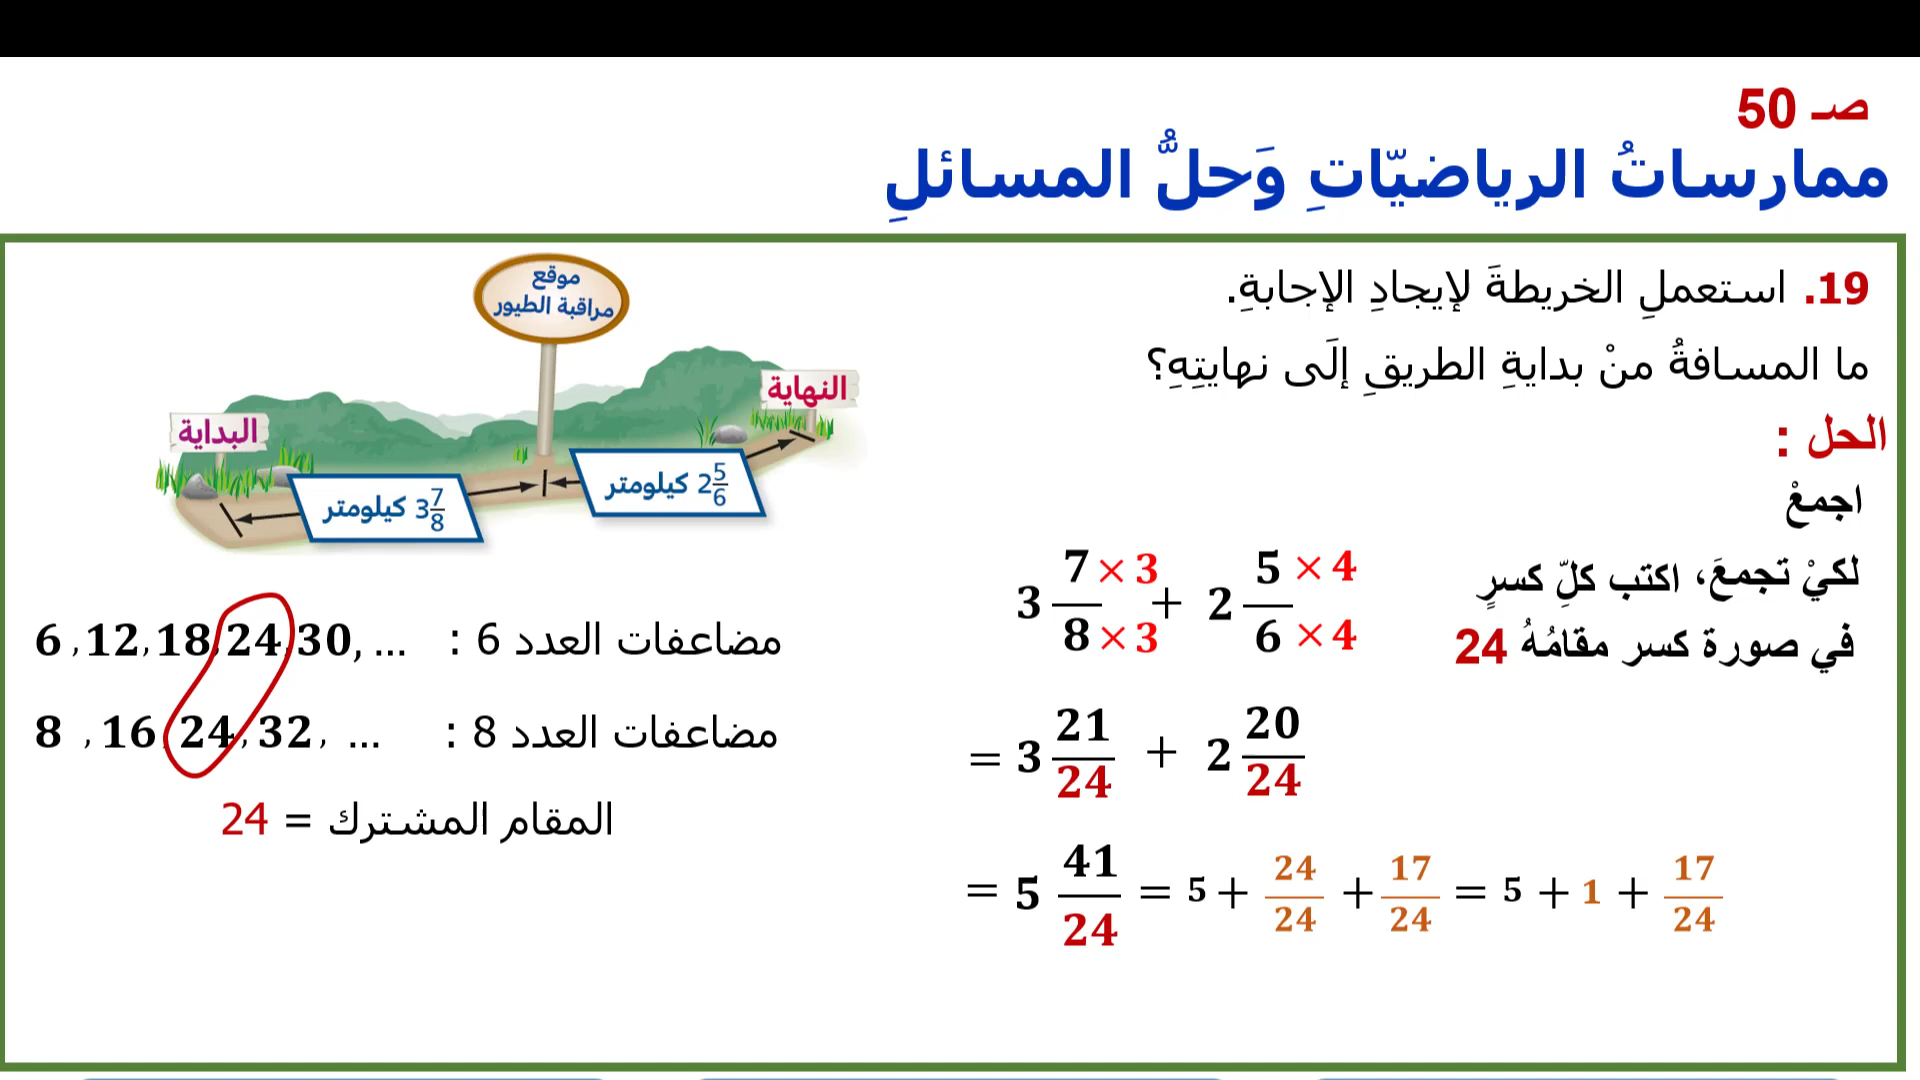 صـ 50
ممارساتُ الرياضيّاتِ وَحلُّ المسائلِ
19. استعملِ الخريطةَ لإيجادِ الإجابةِ.
ما المسافةُ منْ بدايةِ الطريقِ إلَى نهايتِهِ؟
الحل :
اجمعْ
لكيْ تجمعَ، اكتب كلِّ كسرٍ
في صورة كسر مقامُهُ 24
3 7/8 × 3/× 3 + 2 5/6 × 4/× 4
= 3 21/24 + 2 20/24
= 5 41/24 = 5 + 24/24 + 17/24 = 5 + 1 + 17/24
موقع
مراقبة الطيور
النهاية
البداية
2 5/6 كيلومتر
3 7/8 كيلومتر
مضاعفات العدد 6 : 6 , 12, 18, 24, 30, ...
مضاعفات العدد 8 : 8 , 16, 24, 32, ...
المقام المشترك = 24